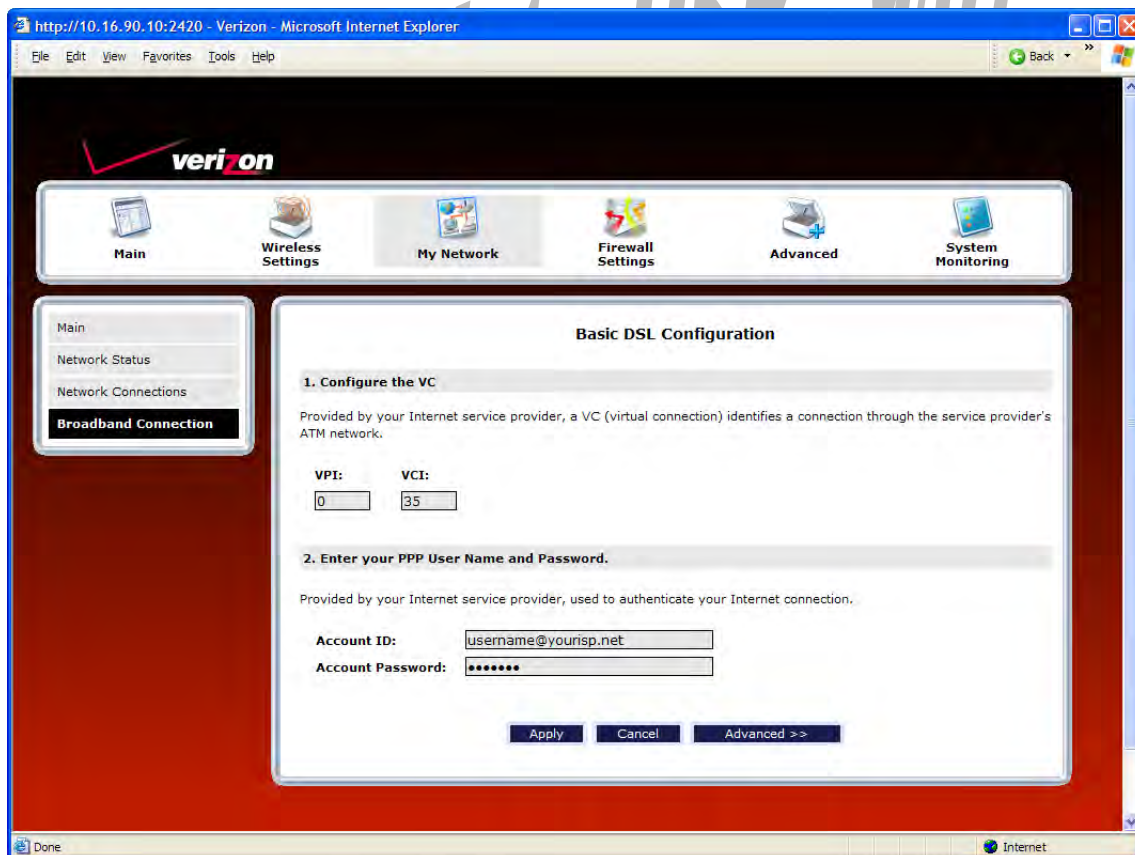 http://10.16.90.10:2420 - Verizon - Microsoft Internet Explorer
File Edit View Favorites Tools Help
Back
verizon
Main
Wireless Settings
My Network
Firewall Settings
Advanced
System Monitoring
Main
Network Status
Network Connections
Broadband Connection
Basic DSL Configuration
1. Configure the VC
Provided by your Internet service provider, a VC (virtual connection) identifies a connection through the service provider's
ATM network.
VPI: VCI:
0 35
2. Enter your PPP User Name and Password.
Provided by your Internet service provider, used to authenticate your Internet connection.
Account ID: username@yourisp.net
Account Password: •••••••
Apply Cancel Advanced >>
Done
Internet